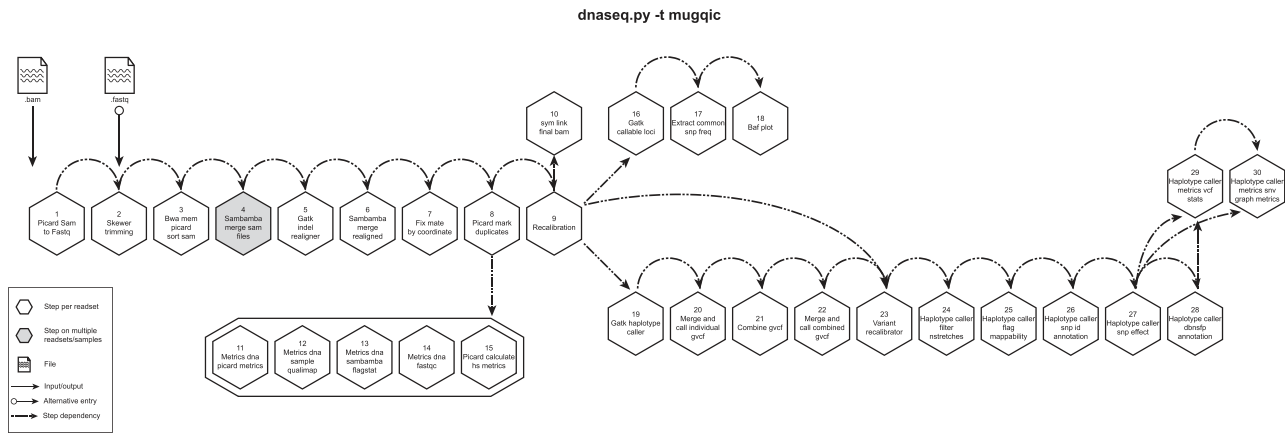 dnaseq.py -t mugqic
.bam
.fastq
1
Picard Sam
to Fastq
2
Skewer
trimming
3
Bwa mem
picard
sort sam
4
Sambamba
merge sam
files
5
Gatk
indel
realigner
6
Sambamba
merge
realigned
7
Fix mate
by coordinate
8
Picard mark
duplicates
9
Recalibration
10
sym link
final bam
16
Gatk
callable loci
17
Extract common
snp freq
18
Baf plot
29
Haplotype caller
metrics vcf
stats
30
Haplotype caller
metrics snv
graph metrics
19
Gatk haplotype
caller
20
Merge and
call individual
gvcf
21
Combine gvcf
22
Merge and
call combined
gvcf
23
Variant
recalibrator
24
Haplotype caller
filter
nstretches
25
Haplotype caller
flag
mappability
26
Haplotype caller
snp id
annotation
27
Haplotype caller
snp effect
28
Haplotype caller
dbnsfp
annotation
11
Metrics dna
picard metrics
12
Metrics dna
sample
qualimap
13
Metrics dna
sambamba
flagstat
14
Metrics dna
fastqc
15
Picard calculate
hs metrics
Step per readset
Step on multiple
readsets/samples
File
Input/output
Alternative entry
Step dependency